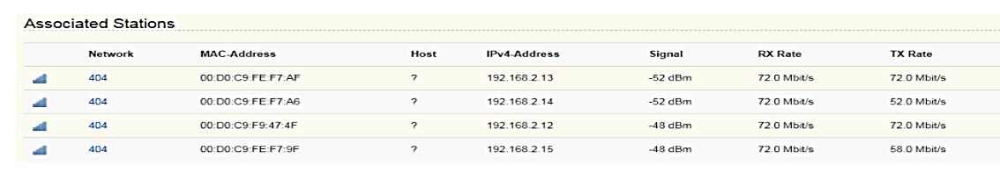 Associated Stations
Network MAC-Address Host IPv4-Address Signal RX Rate TX Rate
404 00:D0:C9:FE:F7:AF ? 192.168.2.13 -52 dBm 72.0 Mbit/s 72.0 Mbit/s
404 00:D0:C9:FE:F7:A6 ? 192.168.2.14 -52 dBm 72.0 Mbit/s 52.0 Mbit/s
404 00:D0:C9:F9:47:4F ? 192.168.2.12 -48 dBm 72.0 Mbit/s 72.0 Mbit/s
404 00:D0:C9:FE:F7:9F ? 192.168.2.15 -48 dBm 72.0 Mbit/s 58.0 Mbit/s